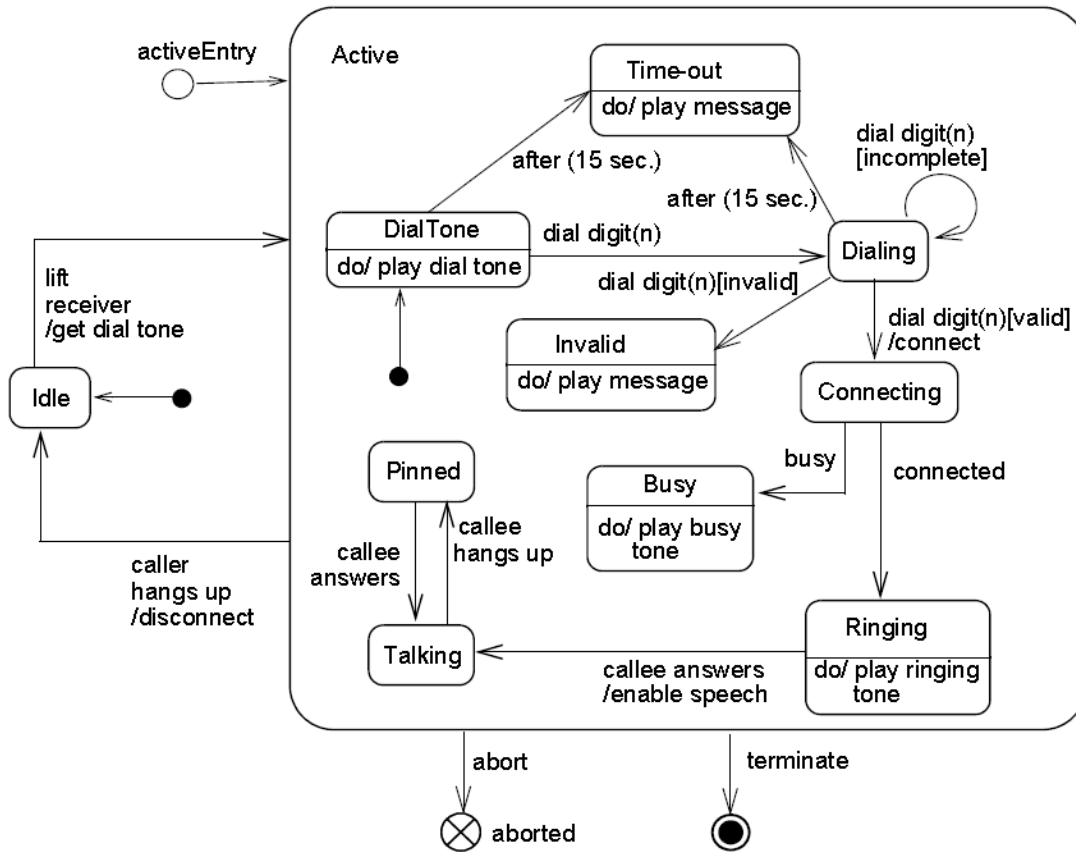 activeEntry
Active
Time-out
do/ play message
dial digit(n)
[incomplete]
after (15 sec.)
after (15 sec.)
DialTone
do/ play dial tone
dial digit(n)
Dialing
lift
receiver
/get dial tone
dial digit(n)[invalid]
dial digit(n)[valid]
/connect
Invalid
do/ play message
Idle
Connecting
Pinned
busy
connected
Busy
do/ play busy
tone
callee
hangs up
callee
answers
caller
hangs up
/disconnect
Talking
Ringing
do/ play ringing
tone
callee answers
/enable speech
abort
terminate
aborted